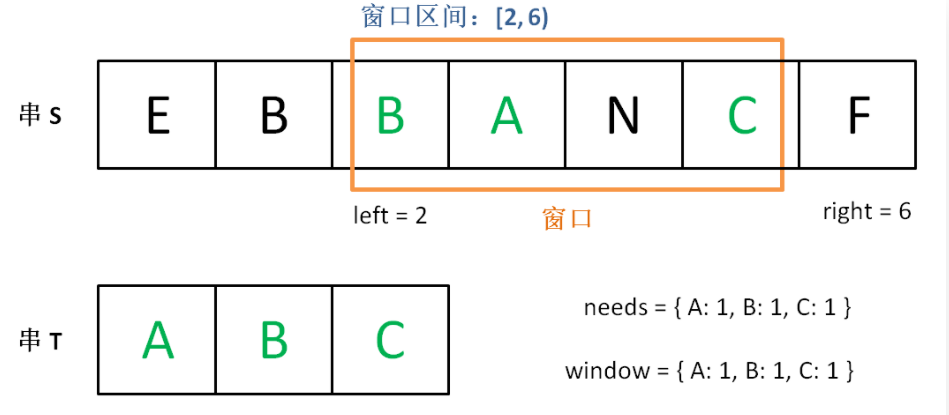 窗口区间：[2, 6)
串 S E B B A N C F
left = 2 窗口 right = 6
串 T A B C
needs = { A: 1, B: 1, C: 1 }
window = { A: 1, B: 1, C: 1 }